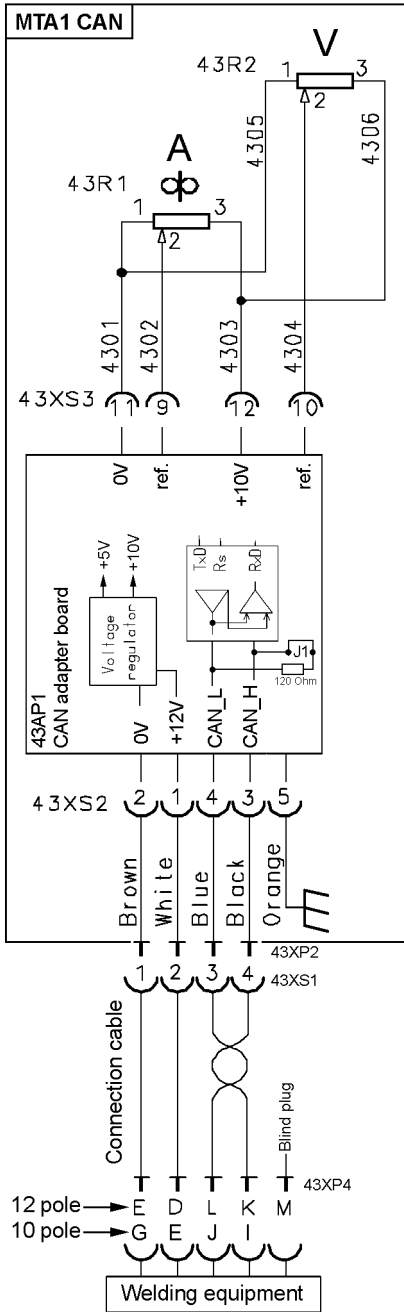 MTA1 CAN
V
43R2
1
3
2
4305
4306
A
43R1
1
3
2
4301
4302
4303
4304
43XS3
11
9
12
10
0V
ref.
+10V
ref.
+5V
+10V
TxD
Rs
RxD
Voltage
regulator
J1
120 Ohm
43AP1
CAN adapter board
0V
+12V
CAN_L
CAN_H
43XS2
2
1
4
3
5
Brown
White
Blue
Black
Orange
43XP2
1
2
3
4
43XS1
Connection cable
Blind plug
43XP4
12 pole E D L K M
10 pole G E J I
Welding equipment